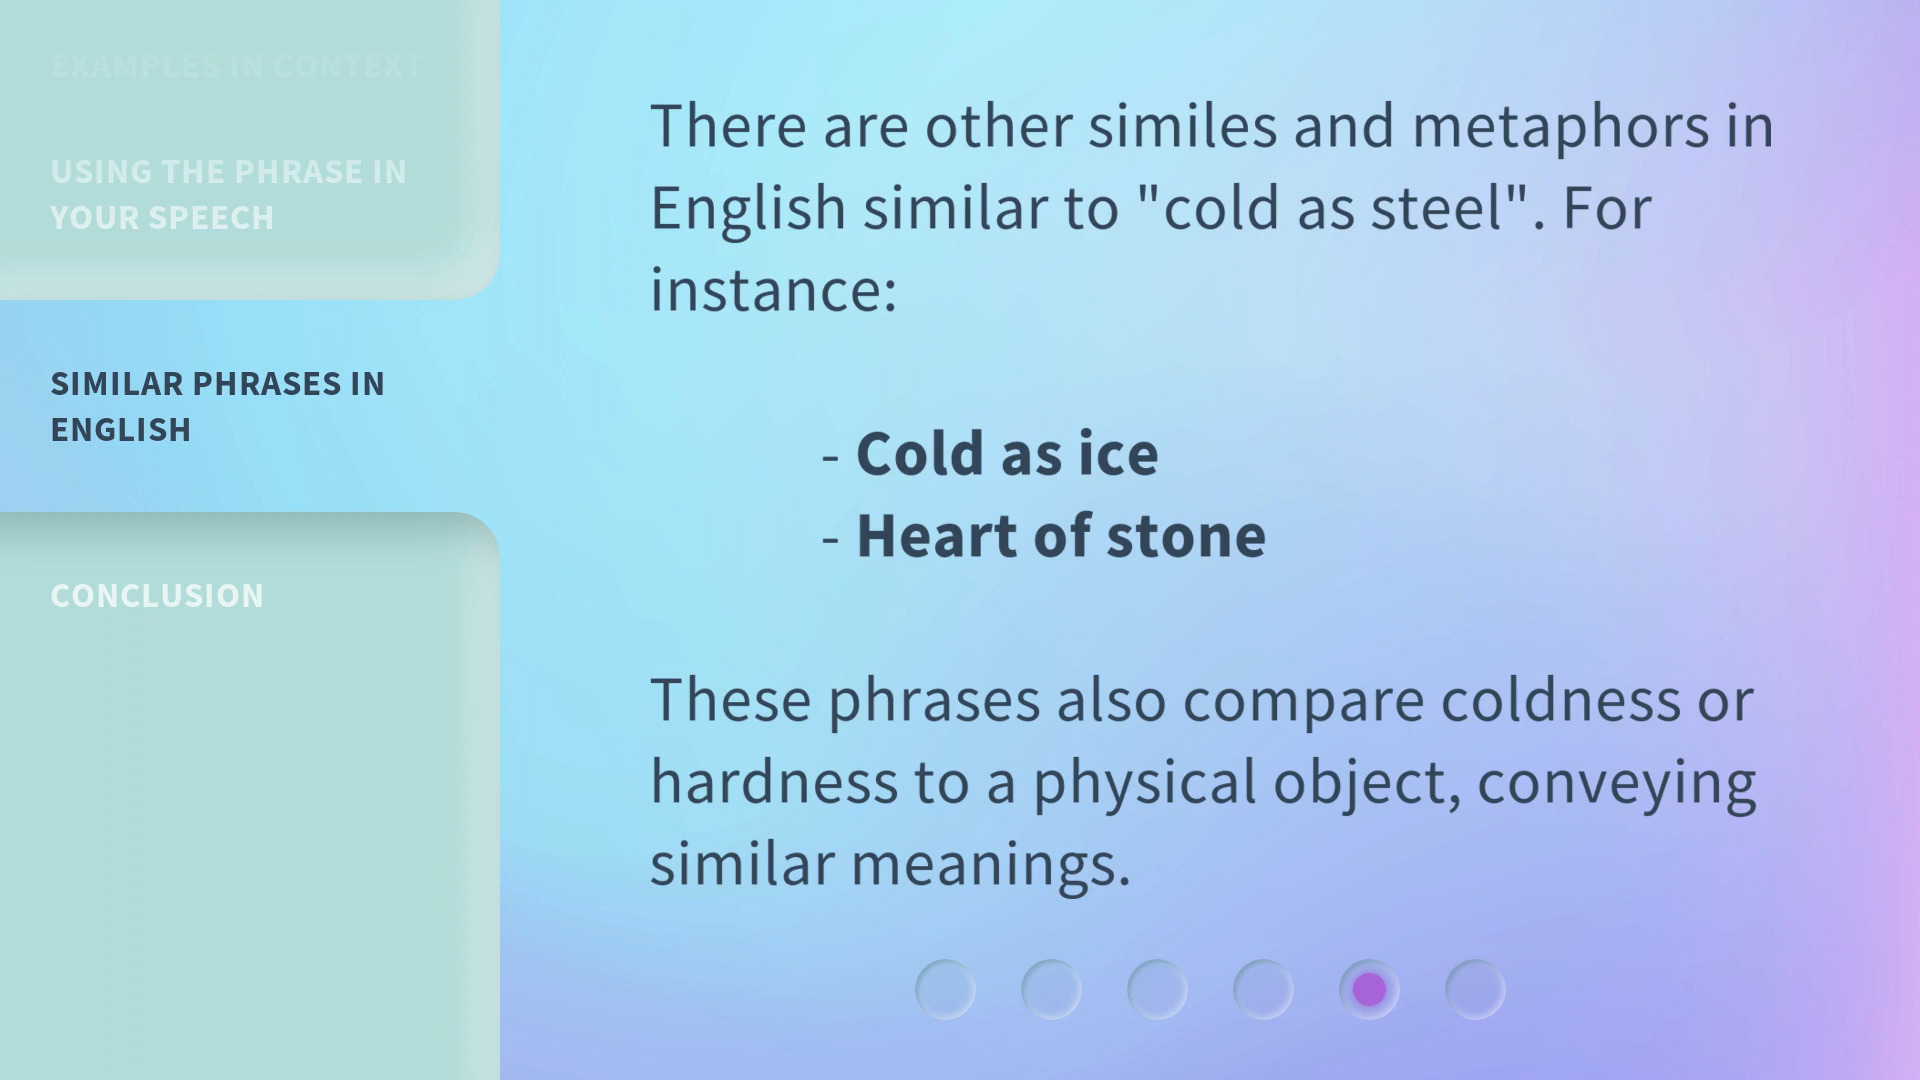 EXAMPLES IN CONTEXT
USING THE PHRASE IN
YOUR SPEECH
SIMILAR PHRASES IN
ENGLISH
CONCLUSION
There are other similes and metaphors in
English similar to "cold as steel". For
instance:
- Cold as ice
- Heart of stone
These phrases also compare coldness or
hardness to a physical object, conveying
similar meanings.